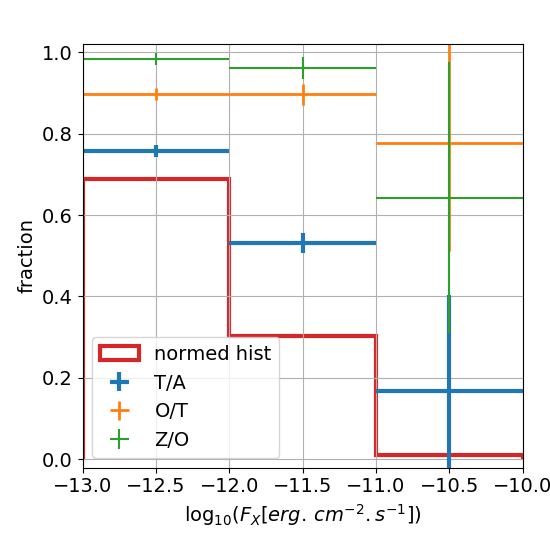 1.0
0.8
0.6
0.4
0.2
0.0
fraction
normed hist
T/A
O/T
Z/O
−13.0 −12.5 −12.0 −11.5 −11.0 −10.5 −10.0
log₁₀(F_X[erg. cm⁻².s⁻¹])